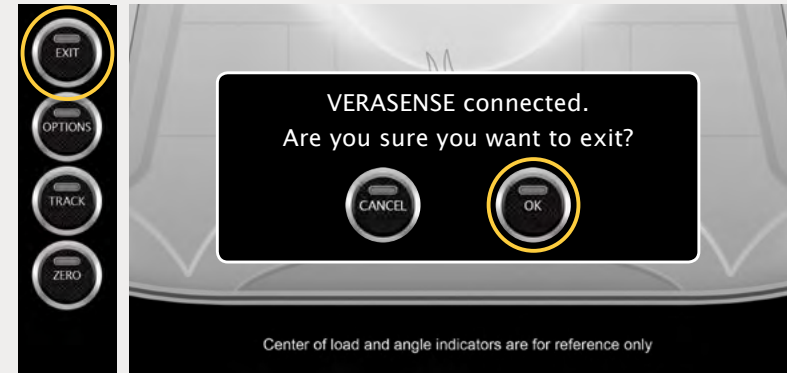 EXIT
OPTIONS
TRACK
ZERO
VERASENSE connected.
Are you sure you want to exit?
CANCEL
OK
Center of load and angle indicators are for reference only